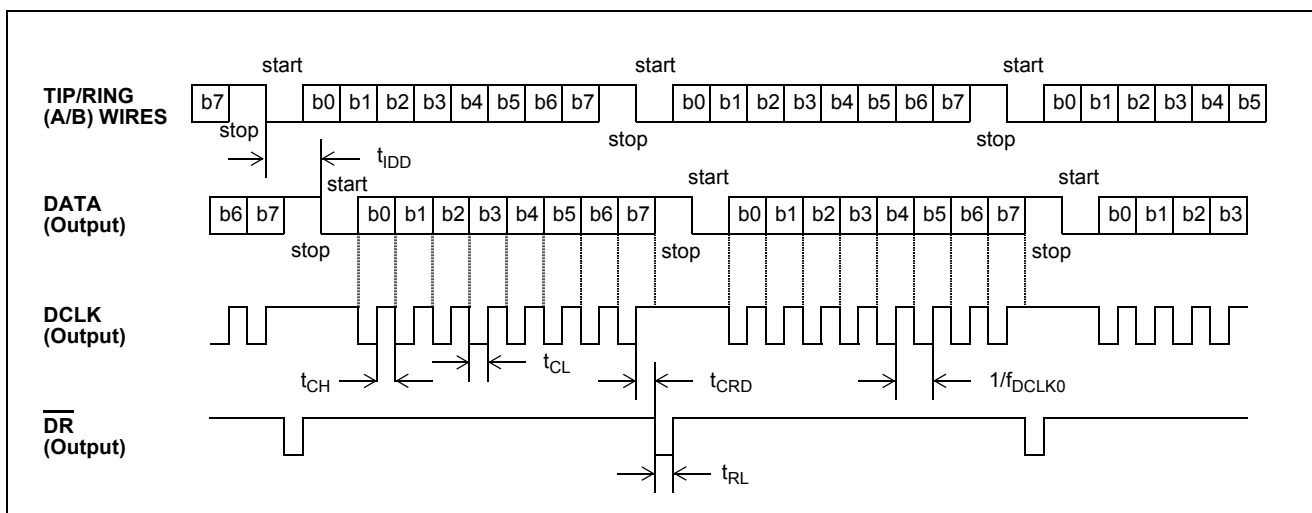 start start start
TIP/RING
(A/B) WIRES
b7 b0 b1 b2 b3 b4 b5 b6 b7 b0 b1 b2 b3 b4 b5 b6 b7 b0 b1 b2 b3 b4 b5
stop stop stop
tIDD
start start start
DATA
(Output)
b6 b7 b0 b1 b2 b3 b4 b5 b6 b7 b0 b1 b2 b3 b4 b5 b6 b7 b0 b1 b2 b3
stop stop stop
DCLK
(Output)
tCH tCL tCRD 1/fDCLK0
DR
(Output)
tRL